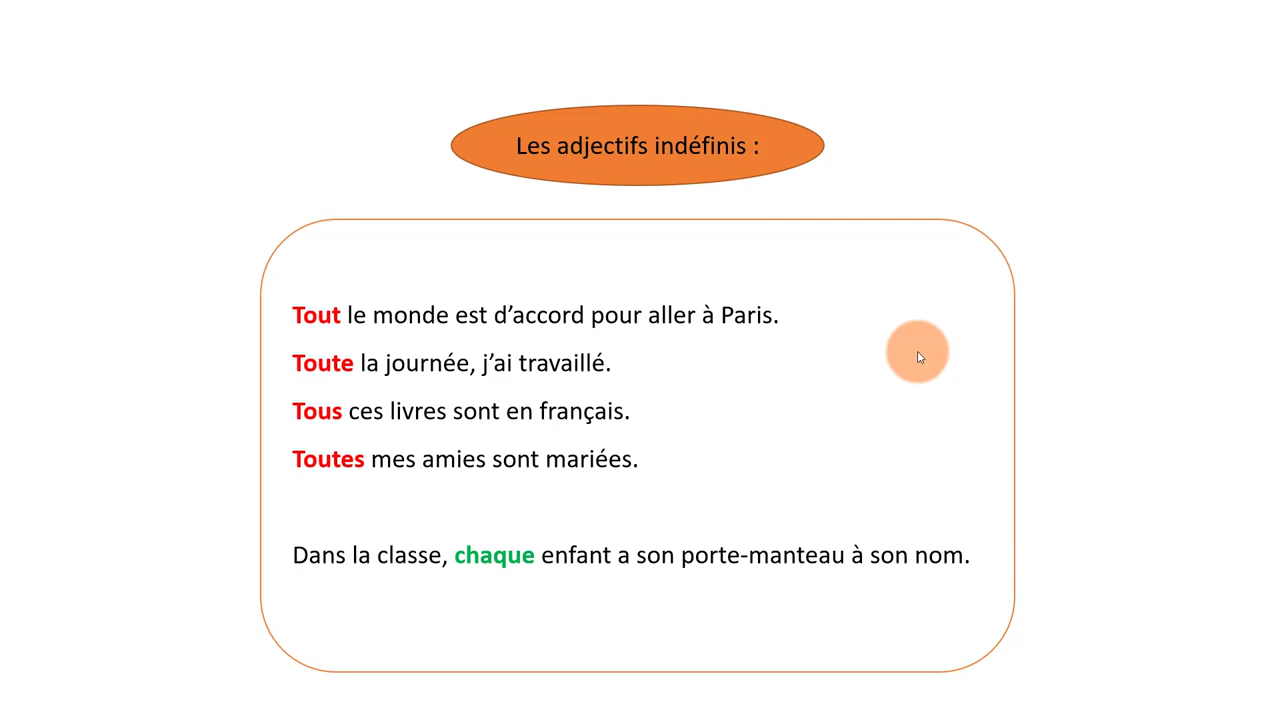 Les adjectifs indéfinis :
Tout le monde est d’accord pour aller à Paris.
Toute la journée, j’ai travaillé.
Tous ces livres sont en français.
Toutes mes amies sont mariées.
Dans la classe, chaque enfant a son porte-manteau à son nom.